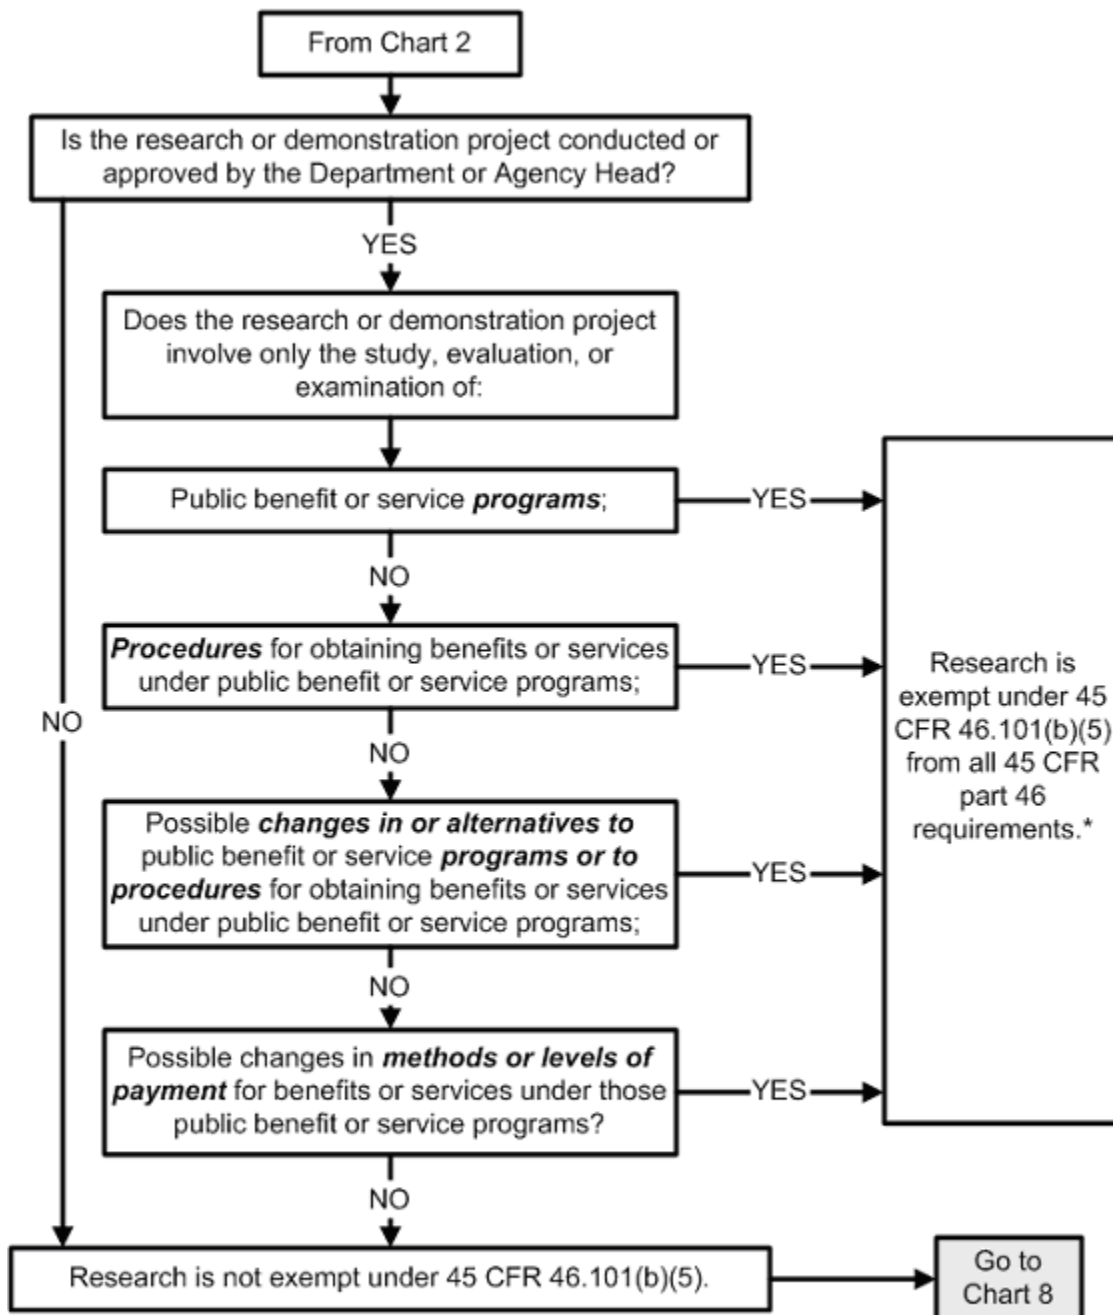 From Chart 2
Is the research or demonstration project conducted or
approved by the Department or Agency Head?
YES
Does the research or demonstration project
involve only the study, evaluation, or
examination of:
Public benefit or service programs;
YES
NO
Procedures for obtaining benefits or services
under public benefit or service programs;
YES
NO
NO
Possible changes in or alternatives to
public benefit or service programs or to
procedures for obtaining benefits or services
under public benefit or service programs;
YES
NO
Possible changes in methods or levels of
payment for benefits or services under those
public benefit or service programs?
YES
NO
Research is
exempt under 45
CFR 46.101(b)(5)
from all 45 CFR
part 46
requirements.*
Research is not exempt under 45 CFR 46.101(b)(5).
Go to
Chart 8